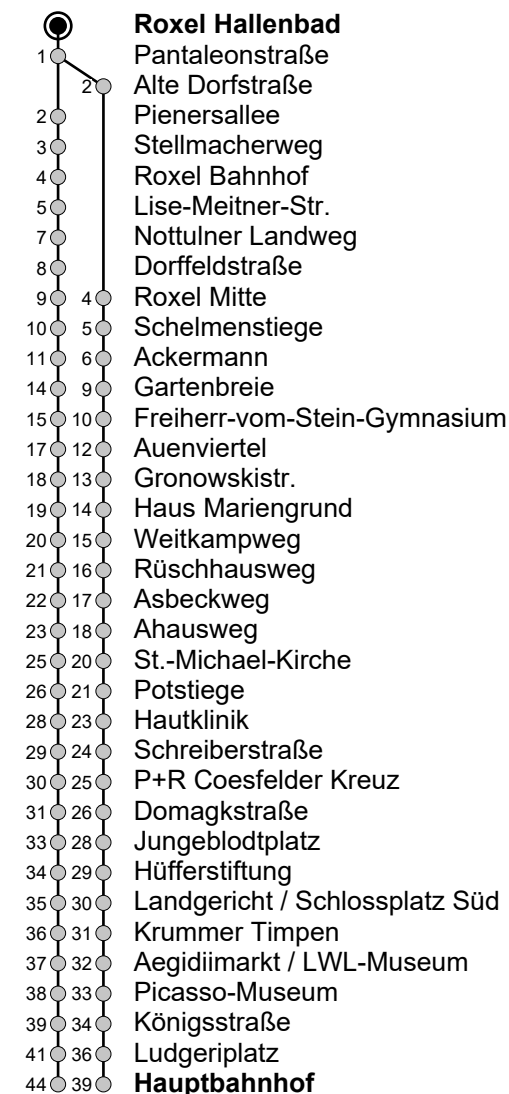 Roxel Hallenbad
1 Pantaleonstraße
2 Alte Dorfstraße
2 Pienersallee
3 Stellmacherweg
4 Roxel Bahnhof
5 Lise-Meitner-Str.
7 Nottulner Landweg
8 Dorffeldstraße
9 4 Roxel Mitte
10 5 Schelmenstiege
11 6 Ackermann
14 9 Gartenbreie
15 10 Freiherr-vom-Stein-Gymnasium
17 12 Auenviertel
18 13 Gronowskistr.
19 14 Haus Mariengrund
20 15 Weitkampweg
21 16 Rüschhausweg
22 17 Asbeckweg
23 18 Ahausweg
25 20 St.-Michael-Kirche
26 21 Potstiege
28 23 Hautklinik
29 24 Schreiberstraße
30 25 P+R Coesfelder Kreuz
31 26 Domagkstraße
33 28 Jungeblodtplatz
34 29 Hüfferstiftung
35 30 Landgericht / Schlossplatz Süd
36 31 Krummer Timpen
37 32 Aegidiimarkt / LWL-Museum
38 33 Picasso-Museum
39 34 Königsstraße
41 36 Ludgeriplatz
44 39 Hauptbahnhof